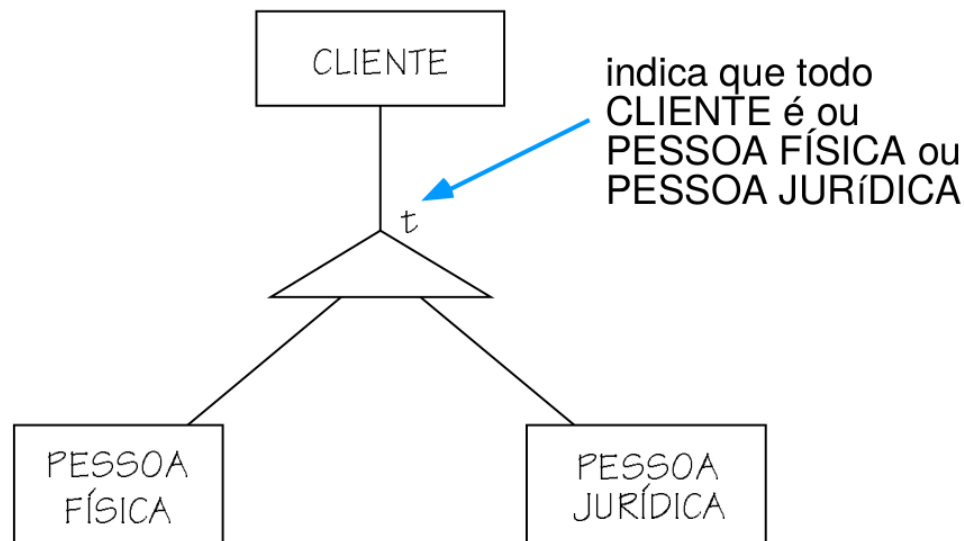 CLIENTE
indica que todo
CLIENTE é ou
PESSOA FÍSICA ou
PESSOA JURíDICA
t
PESSOA
FÍSICA
PESSOA
JURÍDICA